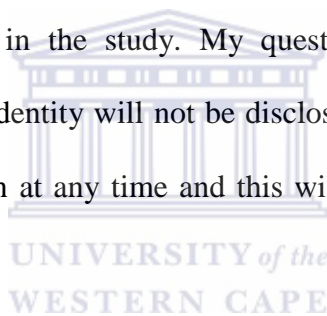 in the study. My quest
dentity will not be disclos
at any time and this wi
UNIVERSITY of the
WESTERN CAPE